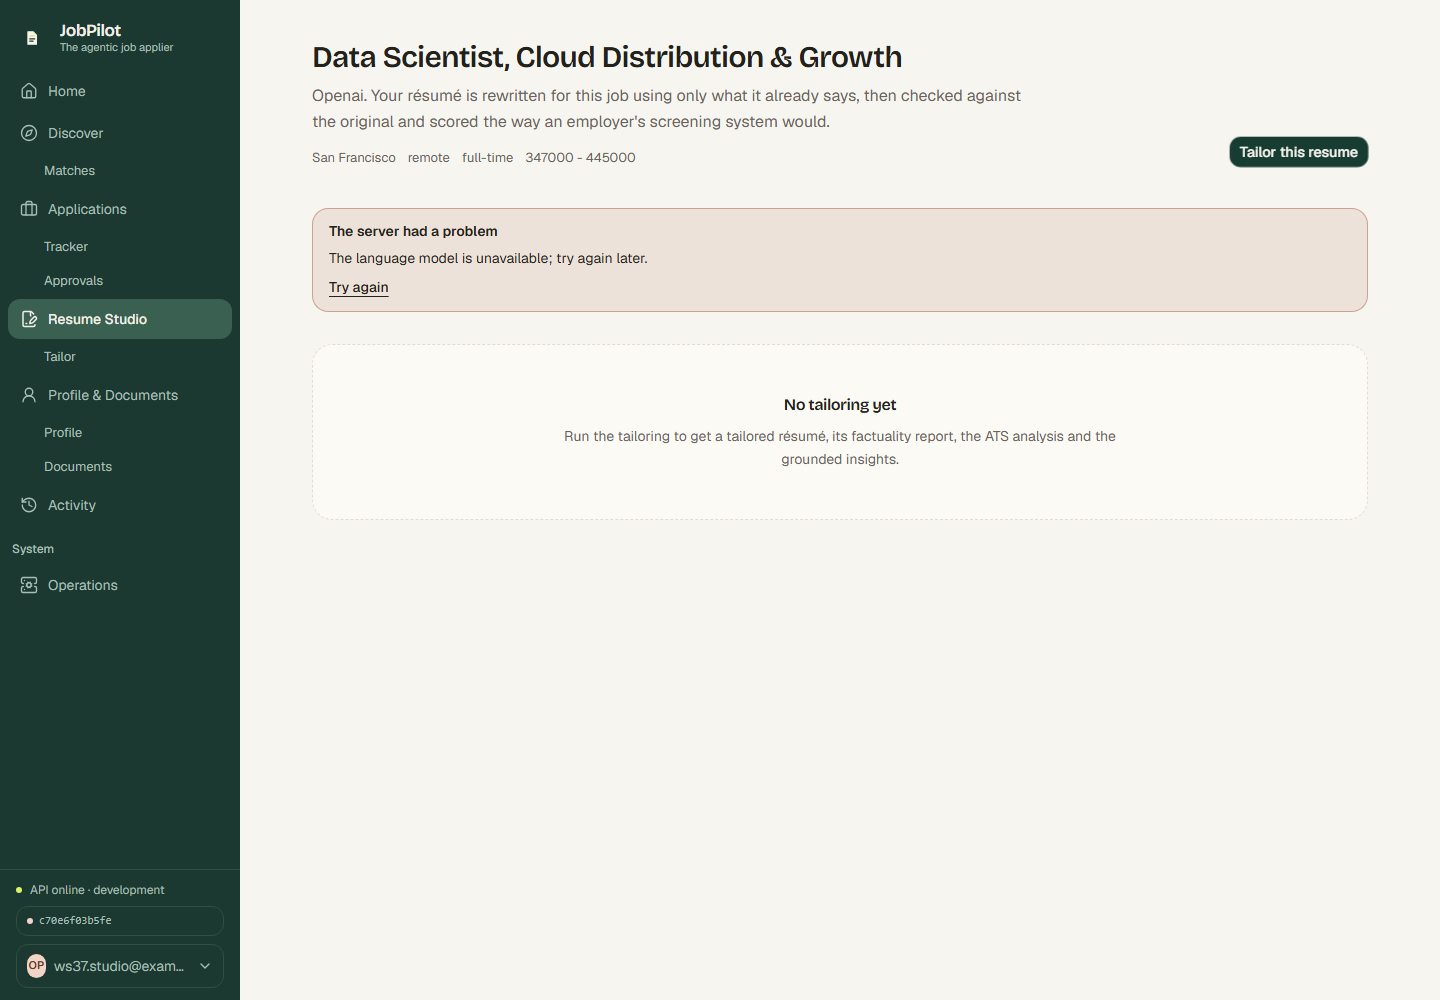 JobPilot
The agentic job applier
Home
Discover
Matches
Applications
Tracker
Approvals
Resume Studio
Tailor
Profile & Documents
Profile
Documents
Activity
System
Operations
API online · development
c70e6f03b5fe
OP
ws37.studio@exam...
Data Scientist, Cloud Distribution & Growth
Openai. Your résumé is rewritten for this job using only what it already says, then checked against
the original and scored the way an employer's screening system would.
San Francisco remote full-time 347000 - 445000
Tailor this resume
The server had a problem
The language model is unavailable; try again later.
Try again
No tailoring yet
Run the tailoring to get a tailored résumé, its factuality report, the ATS analysis and the
grounded insights.